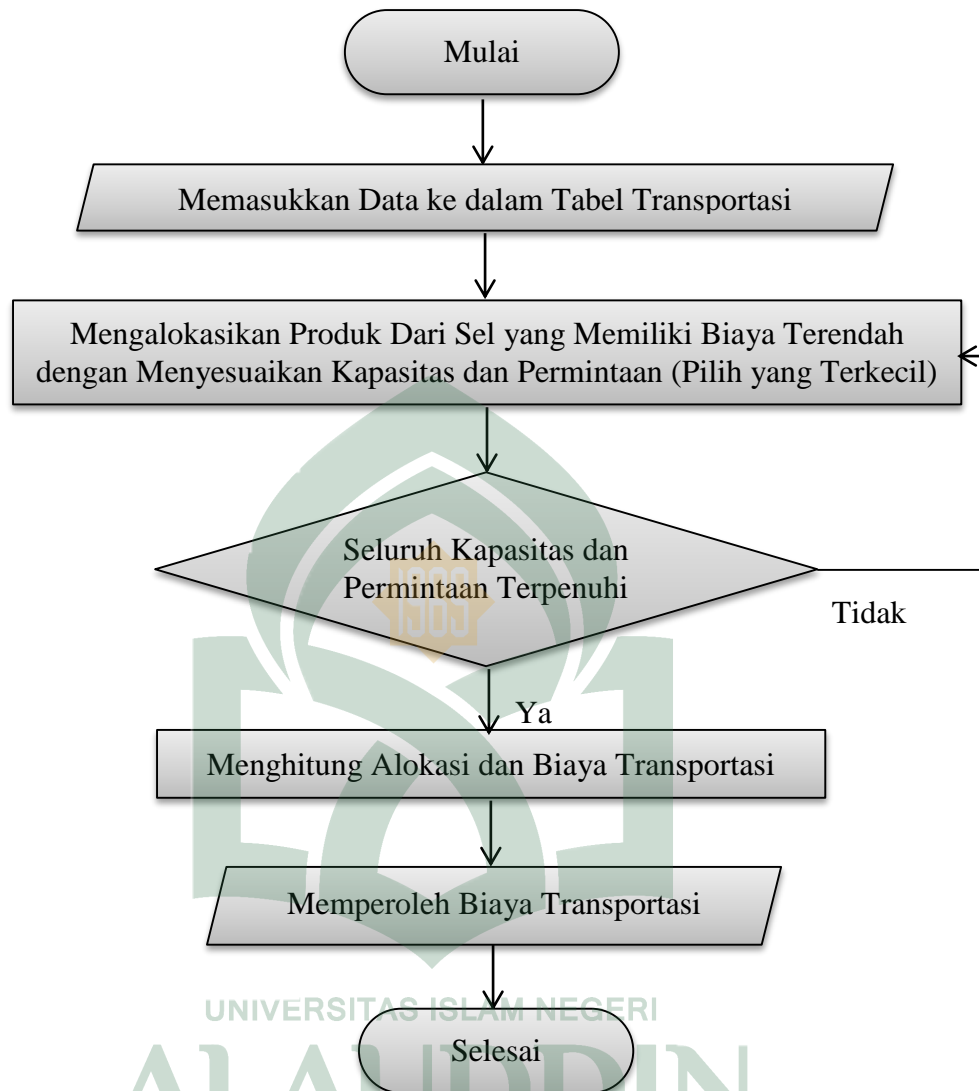 Mulai
Memasukkan Data ke dalam Tabel Transportasi
Mengalokasikan Produk Dari Sel yang Memiliki Biaya Terendah
dengan Menyesuaikan Kapasitas dan Permintaan (Pilih yang Terkecil)
Seluruh Kapasitas dan
Permintaan Terpenuhi
1965
Tidak
Ya
Menghitung Alokasi dan Biaya Transportasi
Memperoleh Biaya Transportasi
UNIVERSITAS ISLAM NEGERI
Selesai
ALAUDDIN